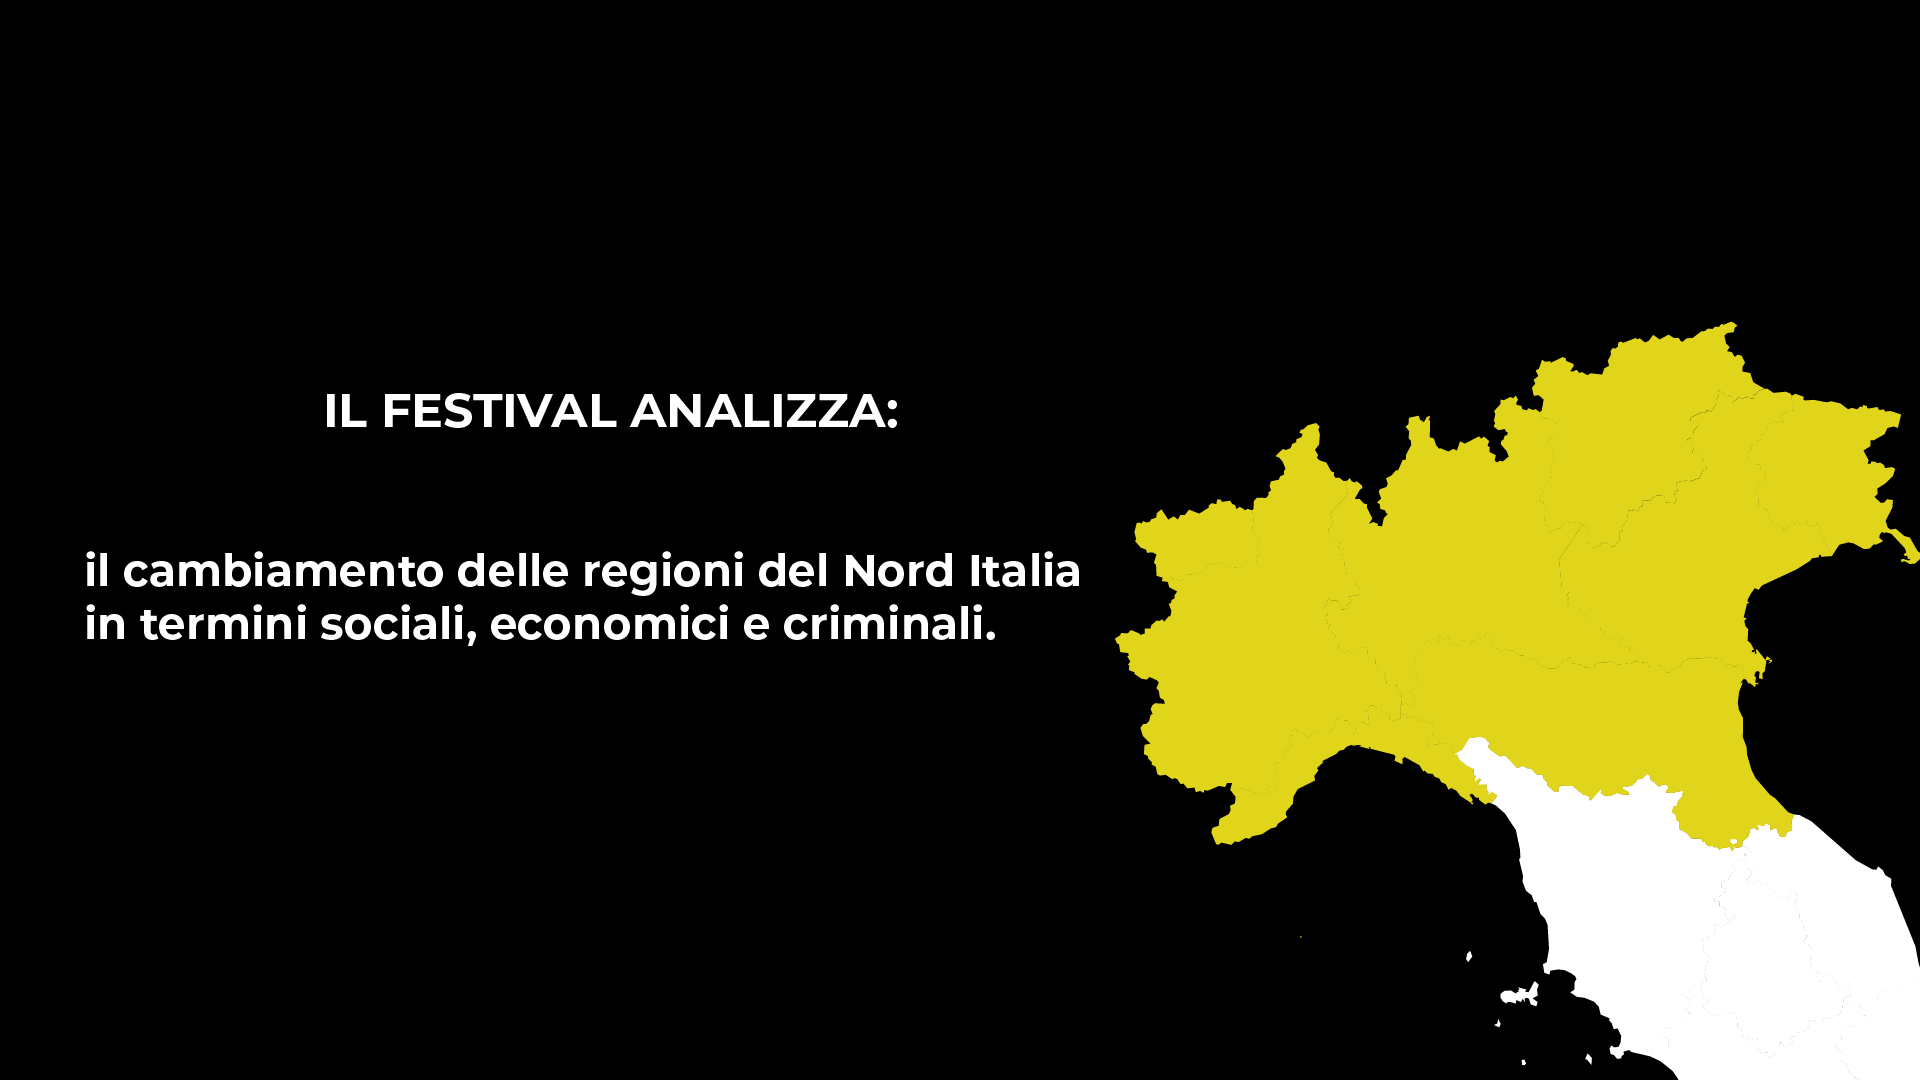 IL FESTIVAL ANALIZZA:
il cambiamento delle regioni del Nord Italia
in termini sociali, economici e criminali.